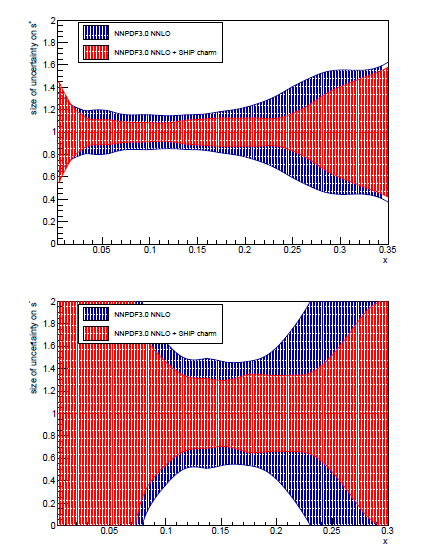 size of uncertainty on s⁺
NNPDF3.0 NNLO
NNPDF3.0 NNLO + SHIP charm
2
1.8
1.6
1.4
1.2
1
0.8
0.6
0.4
0.2
0
0.05 0.1 0.15 0.2 0.25 0.3 0.35
x
size of uncertainty on s⁻
NNPDF3.0 NNLO
NNPDF3.0 NNLO + SHIP charm
2
1.8
1.6
1.4
1.2
1
0.8
0.6
0.4
0.2
0
0.05 0.1 0.15 0.2 0.25 0.3
x